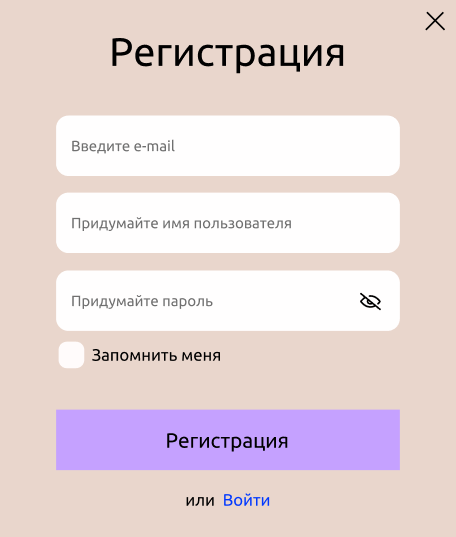 Регистрация
Введите e-mail
Придумайте имя пользователя
Придумайте пароль
Запомнить меня
Регистрация
или Войти